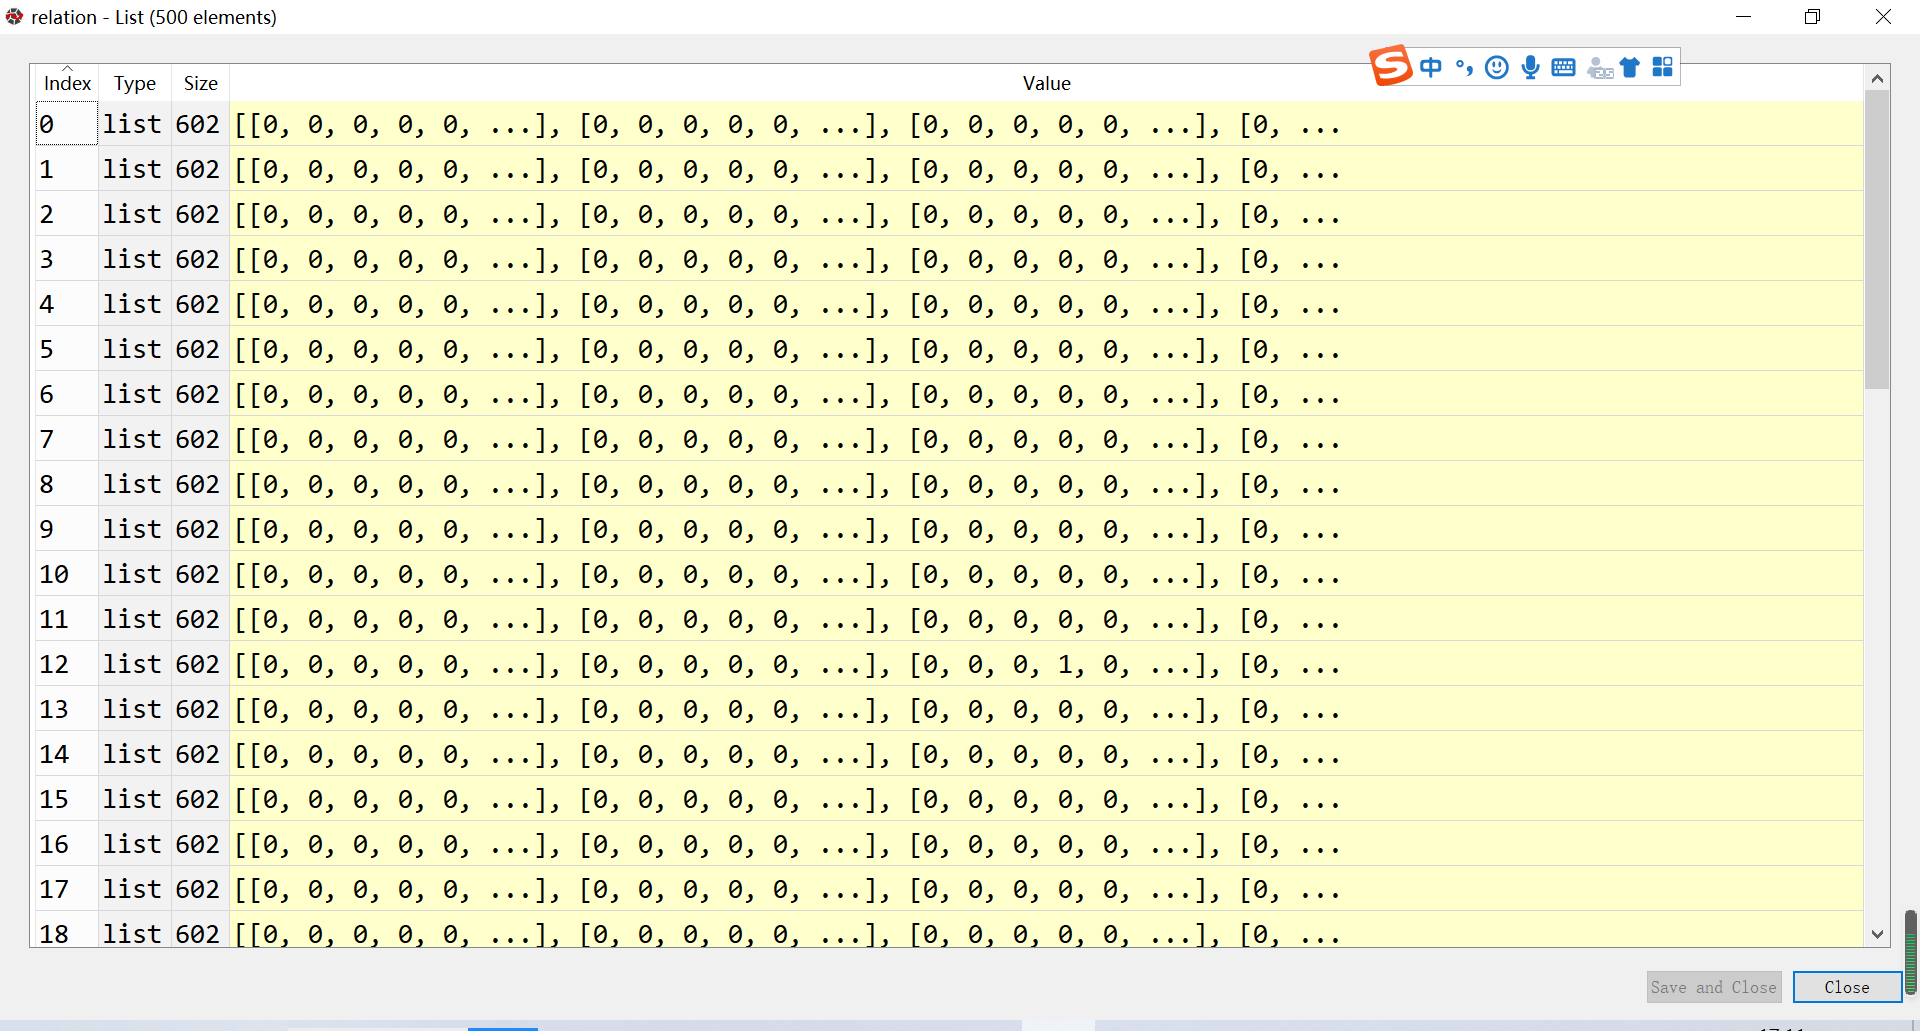 relation - List (500 elements)
中
Index Type Size Value
0 list 602 [[0, 0, 0, 0, 0, ...], [0, 0, 0, 0, 0, ...], [0, 0, 0, 0, 0, ...], [0, ...
1 list 602 [[0, 0, 0, 0, 0, ...], [0, 0, 0, 0, 0, ...], [0, 0, 0, 0, 0, ...], [0, ...
2 list 602 [[0, 0, 0, 0, 0, ...], [0, 0, 0, 0, 0, ...], [0, 0, 0, 0, 0, ...], [0, ...
3 list 602 [[0, 0, 0, 0, 0, ...], [0, 0, 0, 0, 0, ...], [0, 0, 0, 0, 0, ...], [0, ...
4 list 602 [[0, 0, 0, 0, 0, ...], [0, 0, 0, 0, 0, ...], [0, 0, 0, 0, 0, ...], [0, ...
5 list 602 [[0, 0, 0, 0, 0, ...], [0, 0, 0, 0, 0, ...], [0, 0, 0, 0, 0, ...], [0, ...
6 list 602 [[0, 0, 0, 0, 0, ...], [0, 0, 0, 0, 0, ...], [0, 0, 0, 0, 0, ...], [0, ...
7 list 602 [[0, 0, 0, 0, 0, ...], [0, 0, 0, 0, 0, ...], [0, 0, 0, 0, 0, ...], [0, ...
8 list 602 [[0, 0, 0, 0, 0, ...], [0, 0, 0, 0, 0, ...], [0, 0, 0, 0, 0, ...], [0, ...
9 list 602 [[0, 0, 0, 0, 0, ...], [0, 0, 0, 0, 0, ...], [0, 0, 0, 0, 0, ...], [0, ...
10 list 602 [[0, 0, 0, 0, 0, ...], [0, 0, 0, 0, 0, ...], [0, 0, 0, 0, 0, ...], [0, ...
11 list 602 [[0, 0, 0, 0, 0, ...], [0, 0, 0, 0, 0, ...], [0, 0, 0, 0, 0, ...], [0, ...
12 list 602 [[0, 0, 0, 0, 0, ...], [0, 0, 0, 0, 0, ...], [0, 0, 0, 1, 0, ...], [0, ...
13 list 602 [[0, 0, 0, 0, 0, ...], [0, 0, 0, 0, 0, ...], [0, 0, 0, 0, 0, ...], [0, ...
14 list 602 [[0, 0, 0, 0, 0, ...], [0, 0, 0, 0, 0, ...], [0, 0, 0, 0, 0, ...], [0, ...
15 list 602 [[0, 0, 0, 0, 0, ...], [0, 0, 0, 0, 0, ...], [0, 0, 0, 0, 0, ...], [0, ...
16 list 602 [[0, 0, 0, 0, 0, ...], [0, 0, 0, 0, 0, ...], [0, 0, 0, 0, 0, ...], [0, ...
17 list 602 [[0, 0, 0, 0, 0, ...], [0, 0, 0, 0, 0, ...], [0, 0, 0, 0, 0, ...], [0, ...
18 list 602 [[0, 0, 0, 0, 0, ...], [0, 0, 0, 0, 0, ...], [0, 0, 0, 0, 0, ...], [0, ...
Save and Close Close